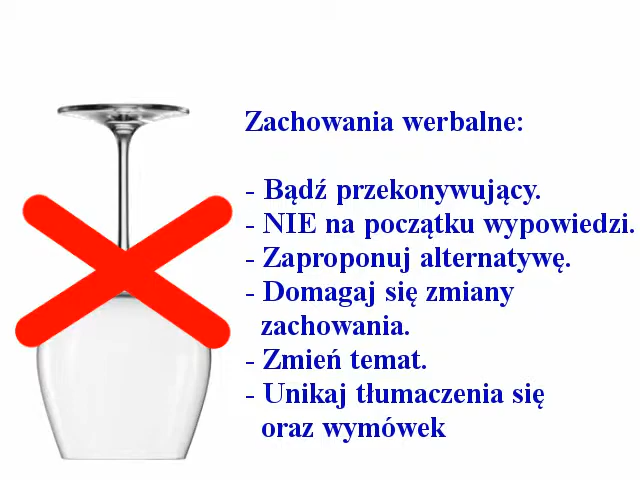 Zachowania werbalne:
- Bądź przekonywujący.
- NIE na początku wypowiedzi.
- Zaproponuj alternatywę.
- Domagaj się zmiany
zachowania.
- Zmień temat.
- Unikaj tłumaczenia się
oraz wymówek